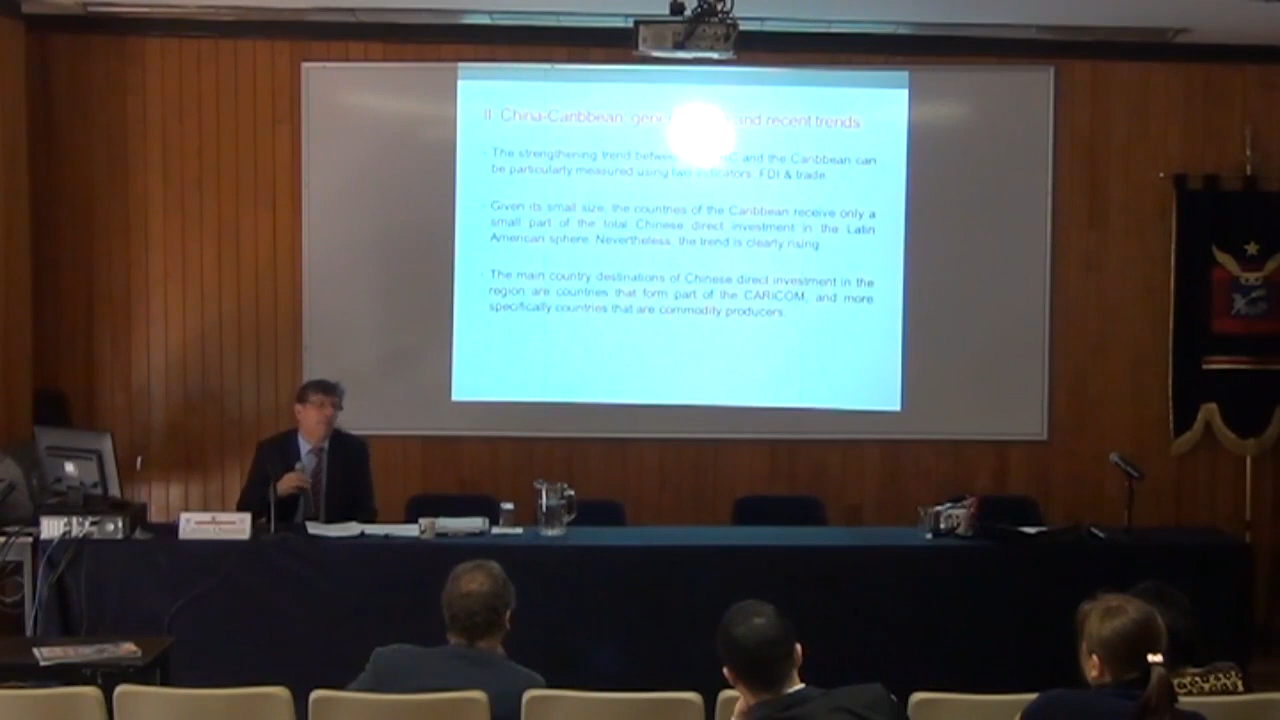 II. China-Caribbean: and recent trends
- The strengthening trend between and the Caribbean can
be particularly measured using two indicators: FDI & trade.
- Given its small size, the countries of the Caribbean receive only a
small part of the total Chinese direct investment in the Latin
American sphere. Nevertheless, the trend is clearly rising.
- The main country destinations of Chinese direct investment in the
region are countries that form part of the CARICOM, and more
specifically countries that are commodity producers.